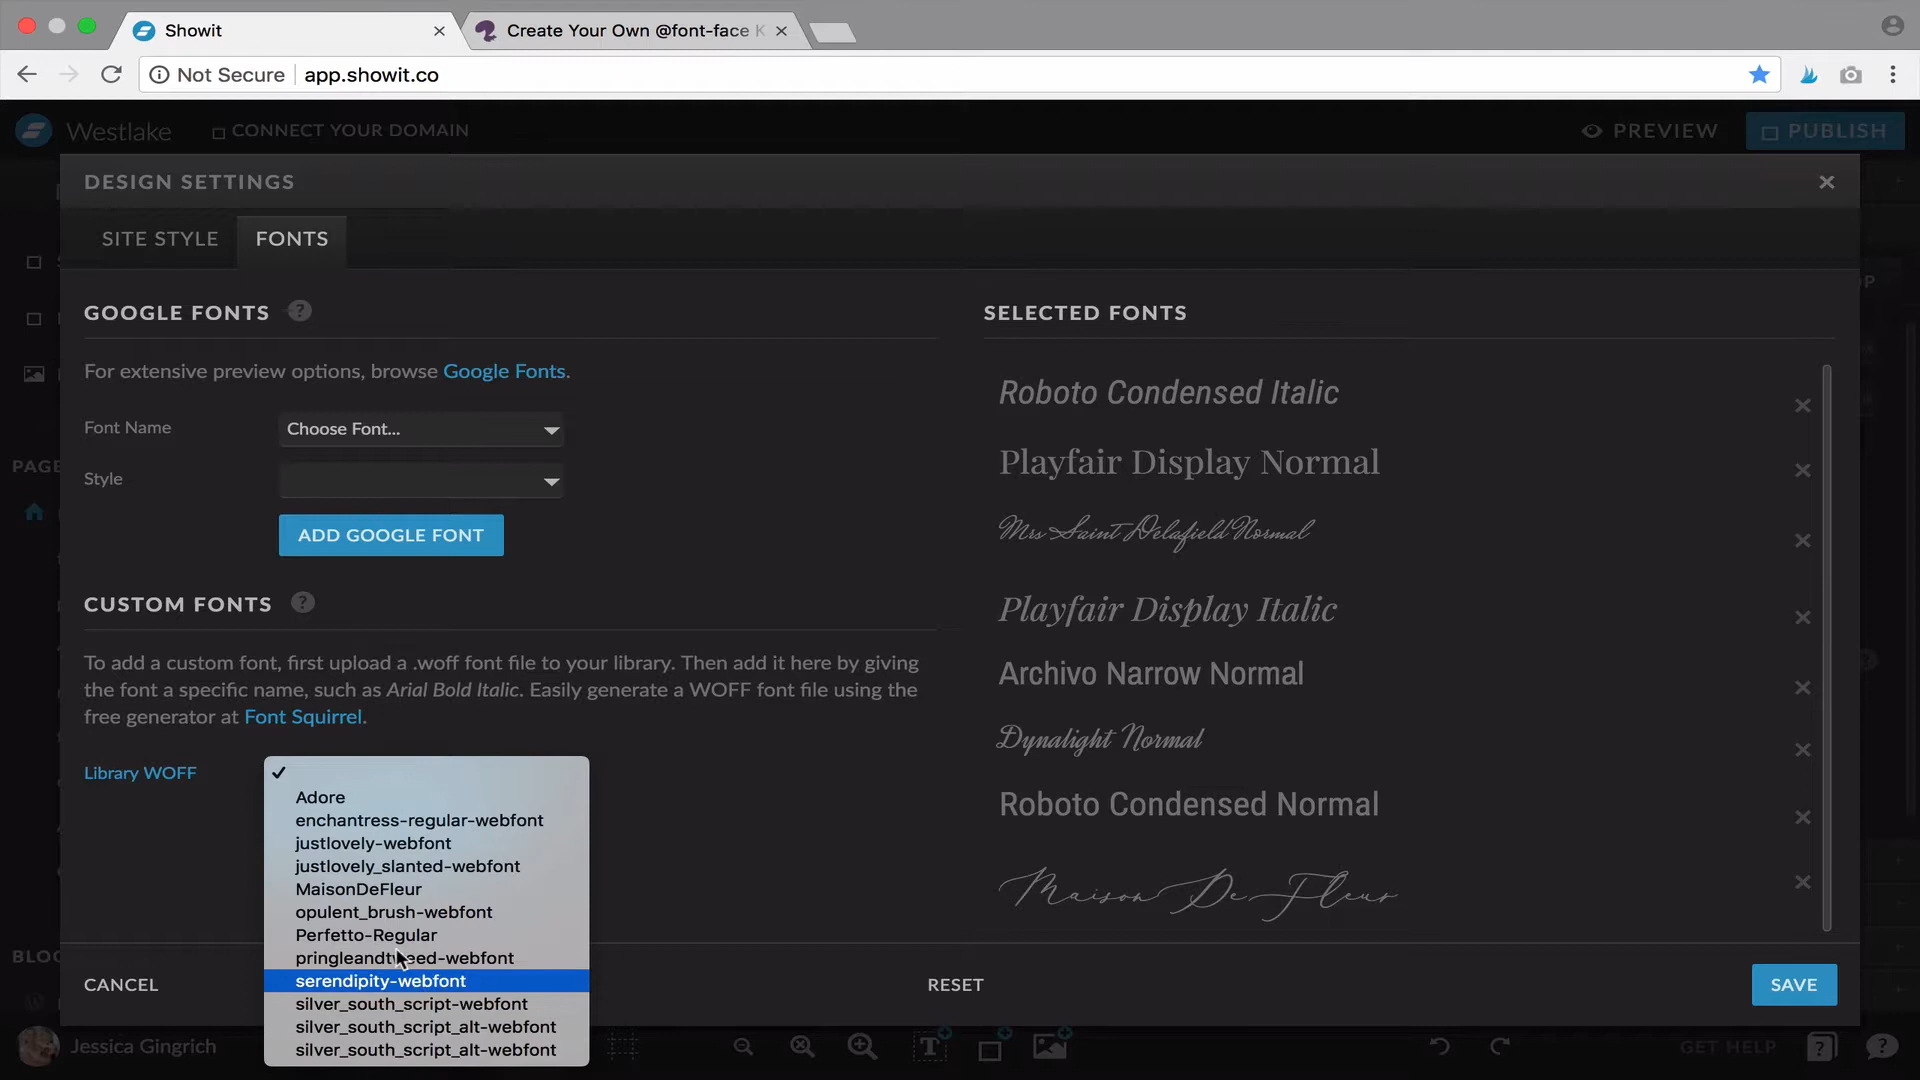 Showit
Create Your Own @font-face K
Not Secure
app.showit.co
Westlake
CONNECT YOUR DOMAIN
PREVIEW
PUBLISH
DESIGN SETTINGS
SITE STYLE
FONTS
GOOGLE FONTS ?
For extensive preview options, browse Google Fonts.
Font Name
Choose Font...
Style
ADD GOOGLE FONT
CUSTOM FONTS ?
To add a custom font, first upload a .woff font file to your library. Then add it here by giving
the font a specific name, such as Arial Bold Italic. Easily generate a WOFF font file using the
free generator at Font Squirrel.
Library WOFF
Adore
enchantress-regular-webfont
justlovely-webfont
justlovely_slanted-webfont
MaisonDeFleur
opulent_brush-webfont
Perfetto-Regular
pringleandtweed-webfont
serendipity-webfont
silver_south_script-webfont
silver_south_script_alt-webfont
silver_south_script_alt-webfont
SELECTED FONTS
Roboto Condensed Italic
Playfair Display Normal
Mrs Saint Delafield Normal
Playfair Display Italic
Archivo Narrow Normal
Dynalight Normal
Roboto Condensed Normal
Maison De Fleur
CANCEL
RESET
SAVE
PAGE
BLOG
Jessica Gingrich
T
GET HELP
?
?